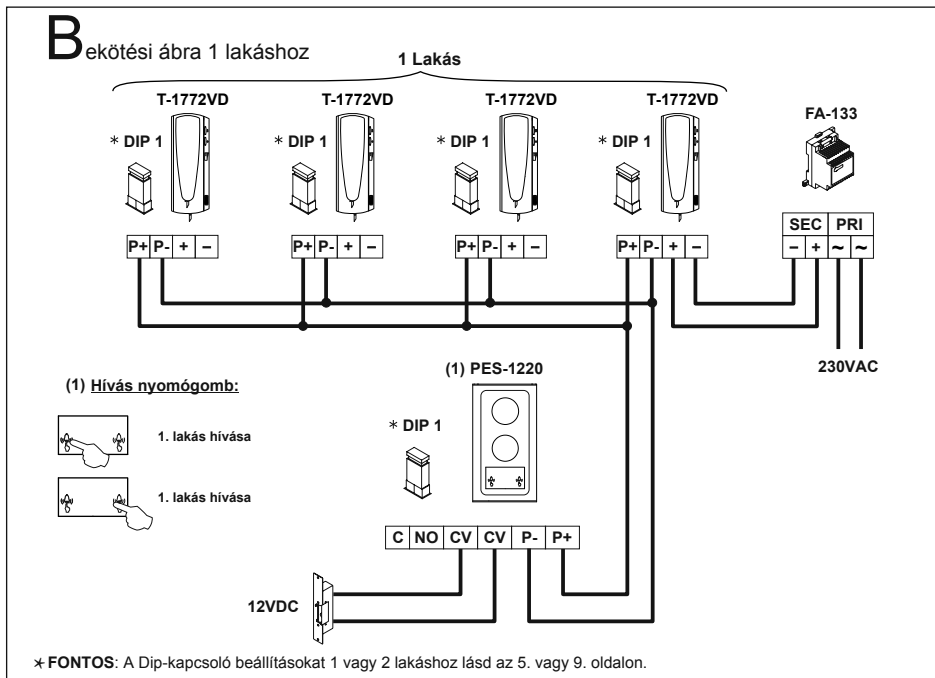 Bekötési ábra 1 lakáshoz
1 Lakás
T-1772VD T-1772VD T-1772VD T-1772VD
FA-133
* DIP 1 * DIP 1 * DIP 1 * DIP 1
SEC PRI
P+ P- + − P+ P- + − P+ P- + − P+ P- + − − + ~ ~
230VAC
(1) PES-1220
(1) Hívás nyomógomb:
* DIP 1
1. lakás hívása
1. lakás hívása
C NO CV CV P- P+
12VDC
* FONTOS: A Dip-kapcsoló beállításokat 1 vagy 2 lakáshoz lásd az 5. vagy 9. oldalon.